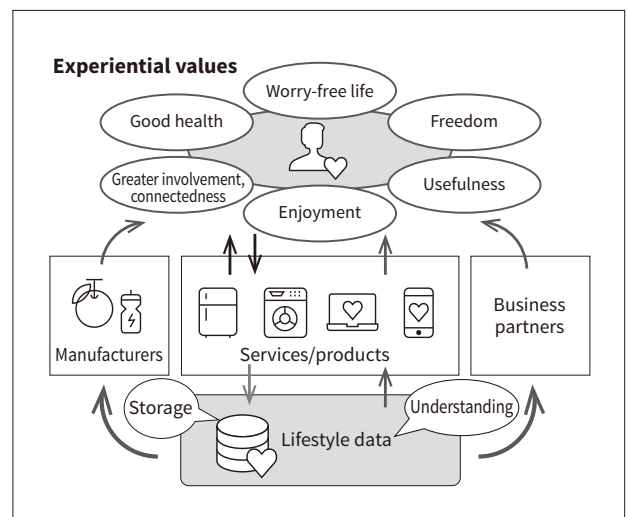 Experiential values
Worry-free life
Good health
Freedom
Greater involvement,
connectedness
Usefulness
Enjoyment
Manufacturers
Services/products
Business
partners
Storage
Understanding
Lifestyle data